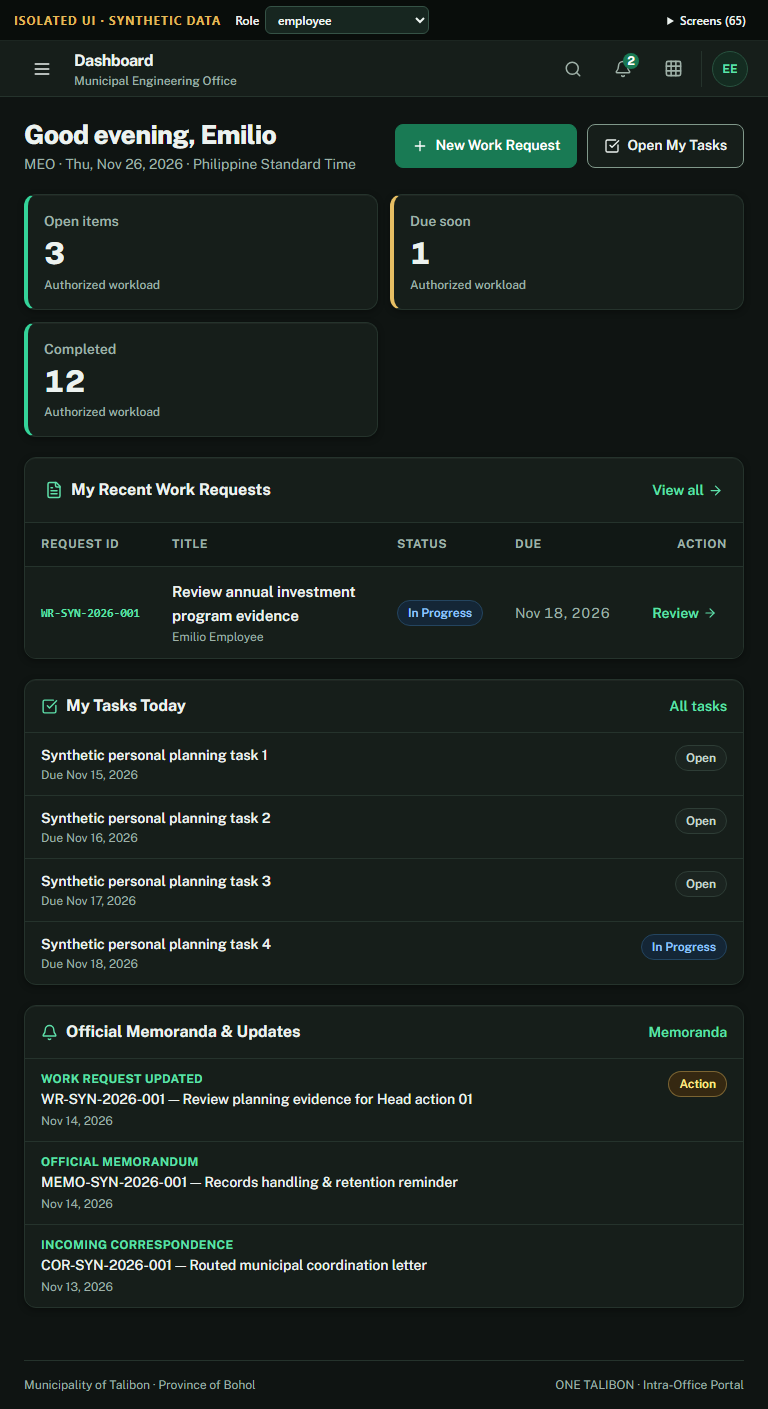 ISOLATED UI · SYNTHETIC DATA Role employee Screens (65)
Dashboard
Municipal Engineering Office
2
EE
Good evening, Emilio
MEO · Thu, Nov 26, 2026 · Philippine Standard Time
New Work Request
Open My Tasks
Open items
3
Authorized workload
Due soon
1
Authorized workload
Completed
12
Authorized workload
My Recent Work Requests View all →
REQUEST ID TITLE STATUS DUE ACTION
WR-SYN-2026-001
Review annual investment
program evidence
Emilio Employee
In Progress
Nov 18, 2026
Review →
My Tasks Today All tasks
Synthetic personal planning task 1
Due Nov 15, 2026
Open
Synthetic personal planning task 2
Due Nov 16, 2026
Open
Synthetic personal planning task 3
Due Nov 17, 2026
Open
Synthetic personal planning task 4
Due Nov 18, 2026
In Progress
Official Memoranda & Updates Memoranda
WORK REQUEST UPDATED
WR-SYN-2026-001 — Review planning evidence for Head action 01
Nov 14, 2026
Action
OFFICIAL MEMORANDUM
MEMO-SYN-2026-001 — Records handling & retention reminder
Nov 14, 2026
INCOMING CORRESPONDENCE
COR-SYN-2026-001 — Routed municipal coordination letter
Nov 13, 2026
Municipality of Talibon · Province of Bohol
ONE TALIBON · Intra-Office Portal